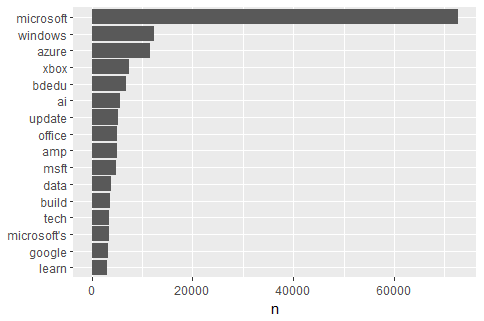 microsoft
windows
azure
xbox
bdedu
ai
update
office
amp
msft
data
build
tech
microsoft's
google
learn
0 20000 40000 60000
n